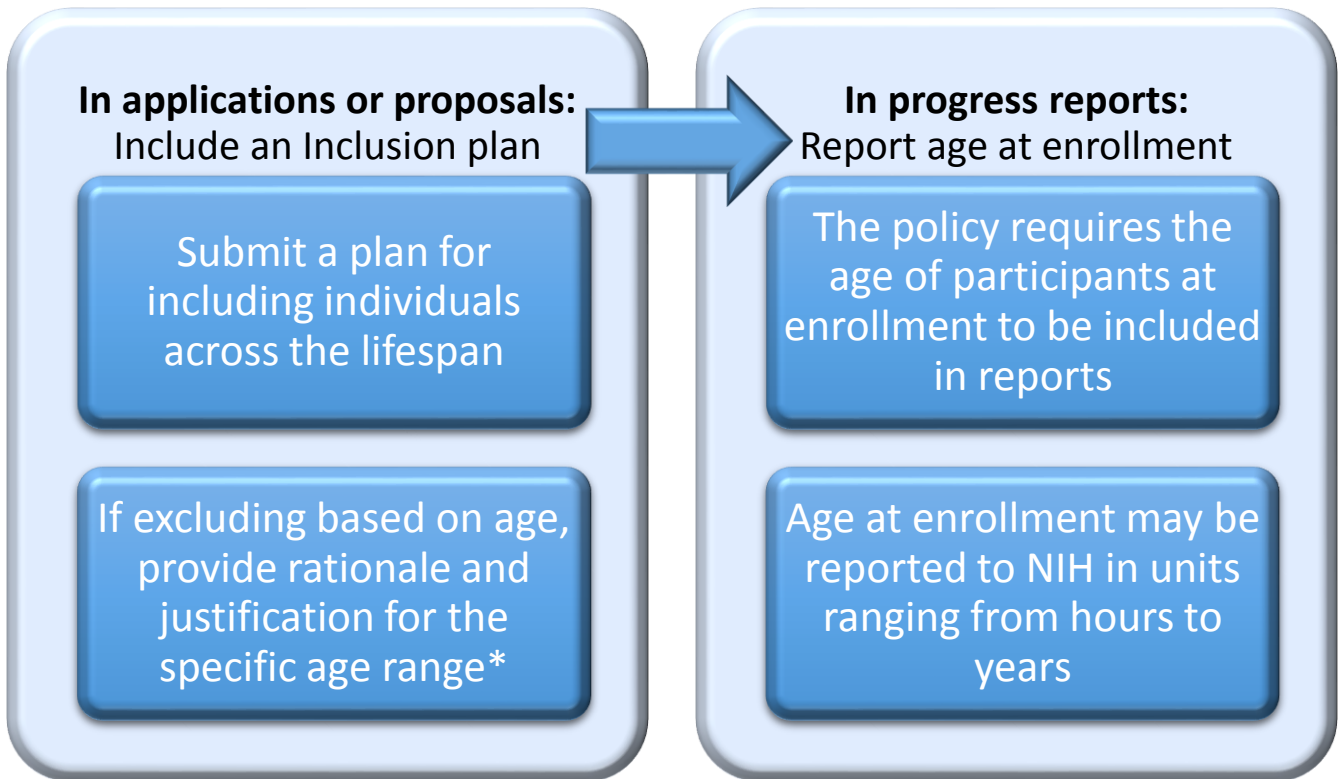 In applications or proposals:
Include an Inclusion plan
Submit a plan for
including individuals
across the lifespan
If excluding based on age,
provide rationale and
justification for the
specific age range*
In progress reports:
Report age at enrollment
The policy requires the
age of participants at
enrollment to be included
in reports
Age at enrollment may be
reported to NIH in units
ranging from hours to
years